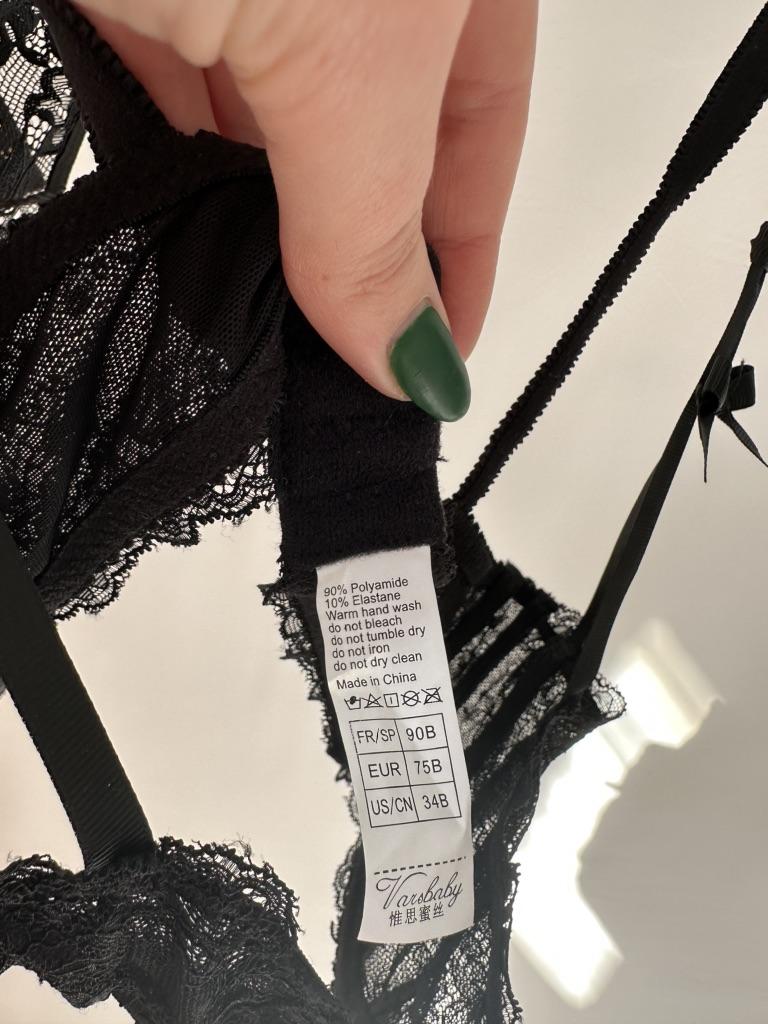 90% Polyamide
10% Elastane
Warm hand wash
do not bleach
do not tumble dry
do not iron
do not dry clean
Made in China
FR/SP 90B
EUR 75B
US/CN 34B
Varsbaby
惟思蜜丝